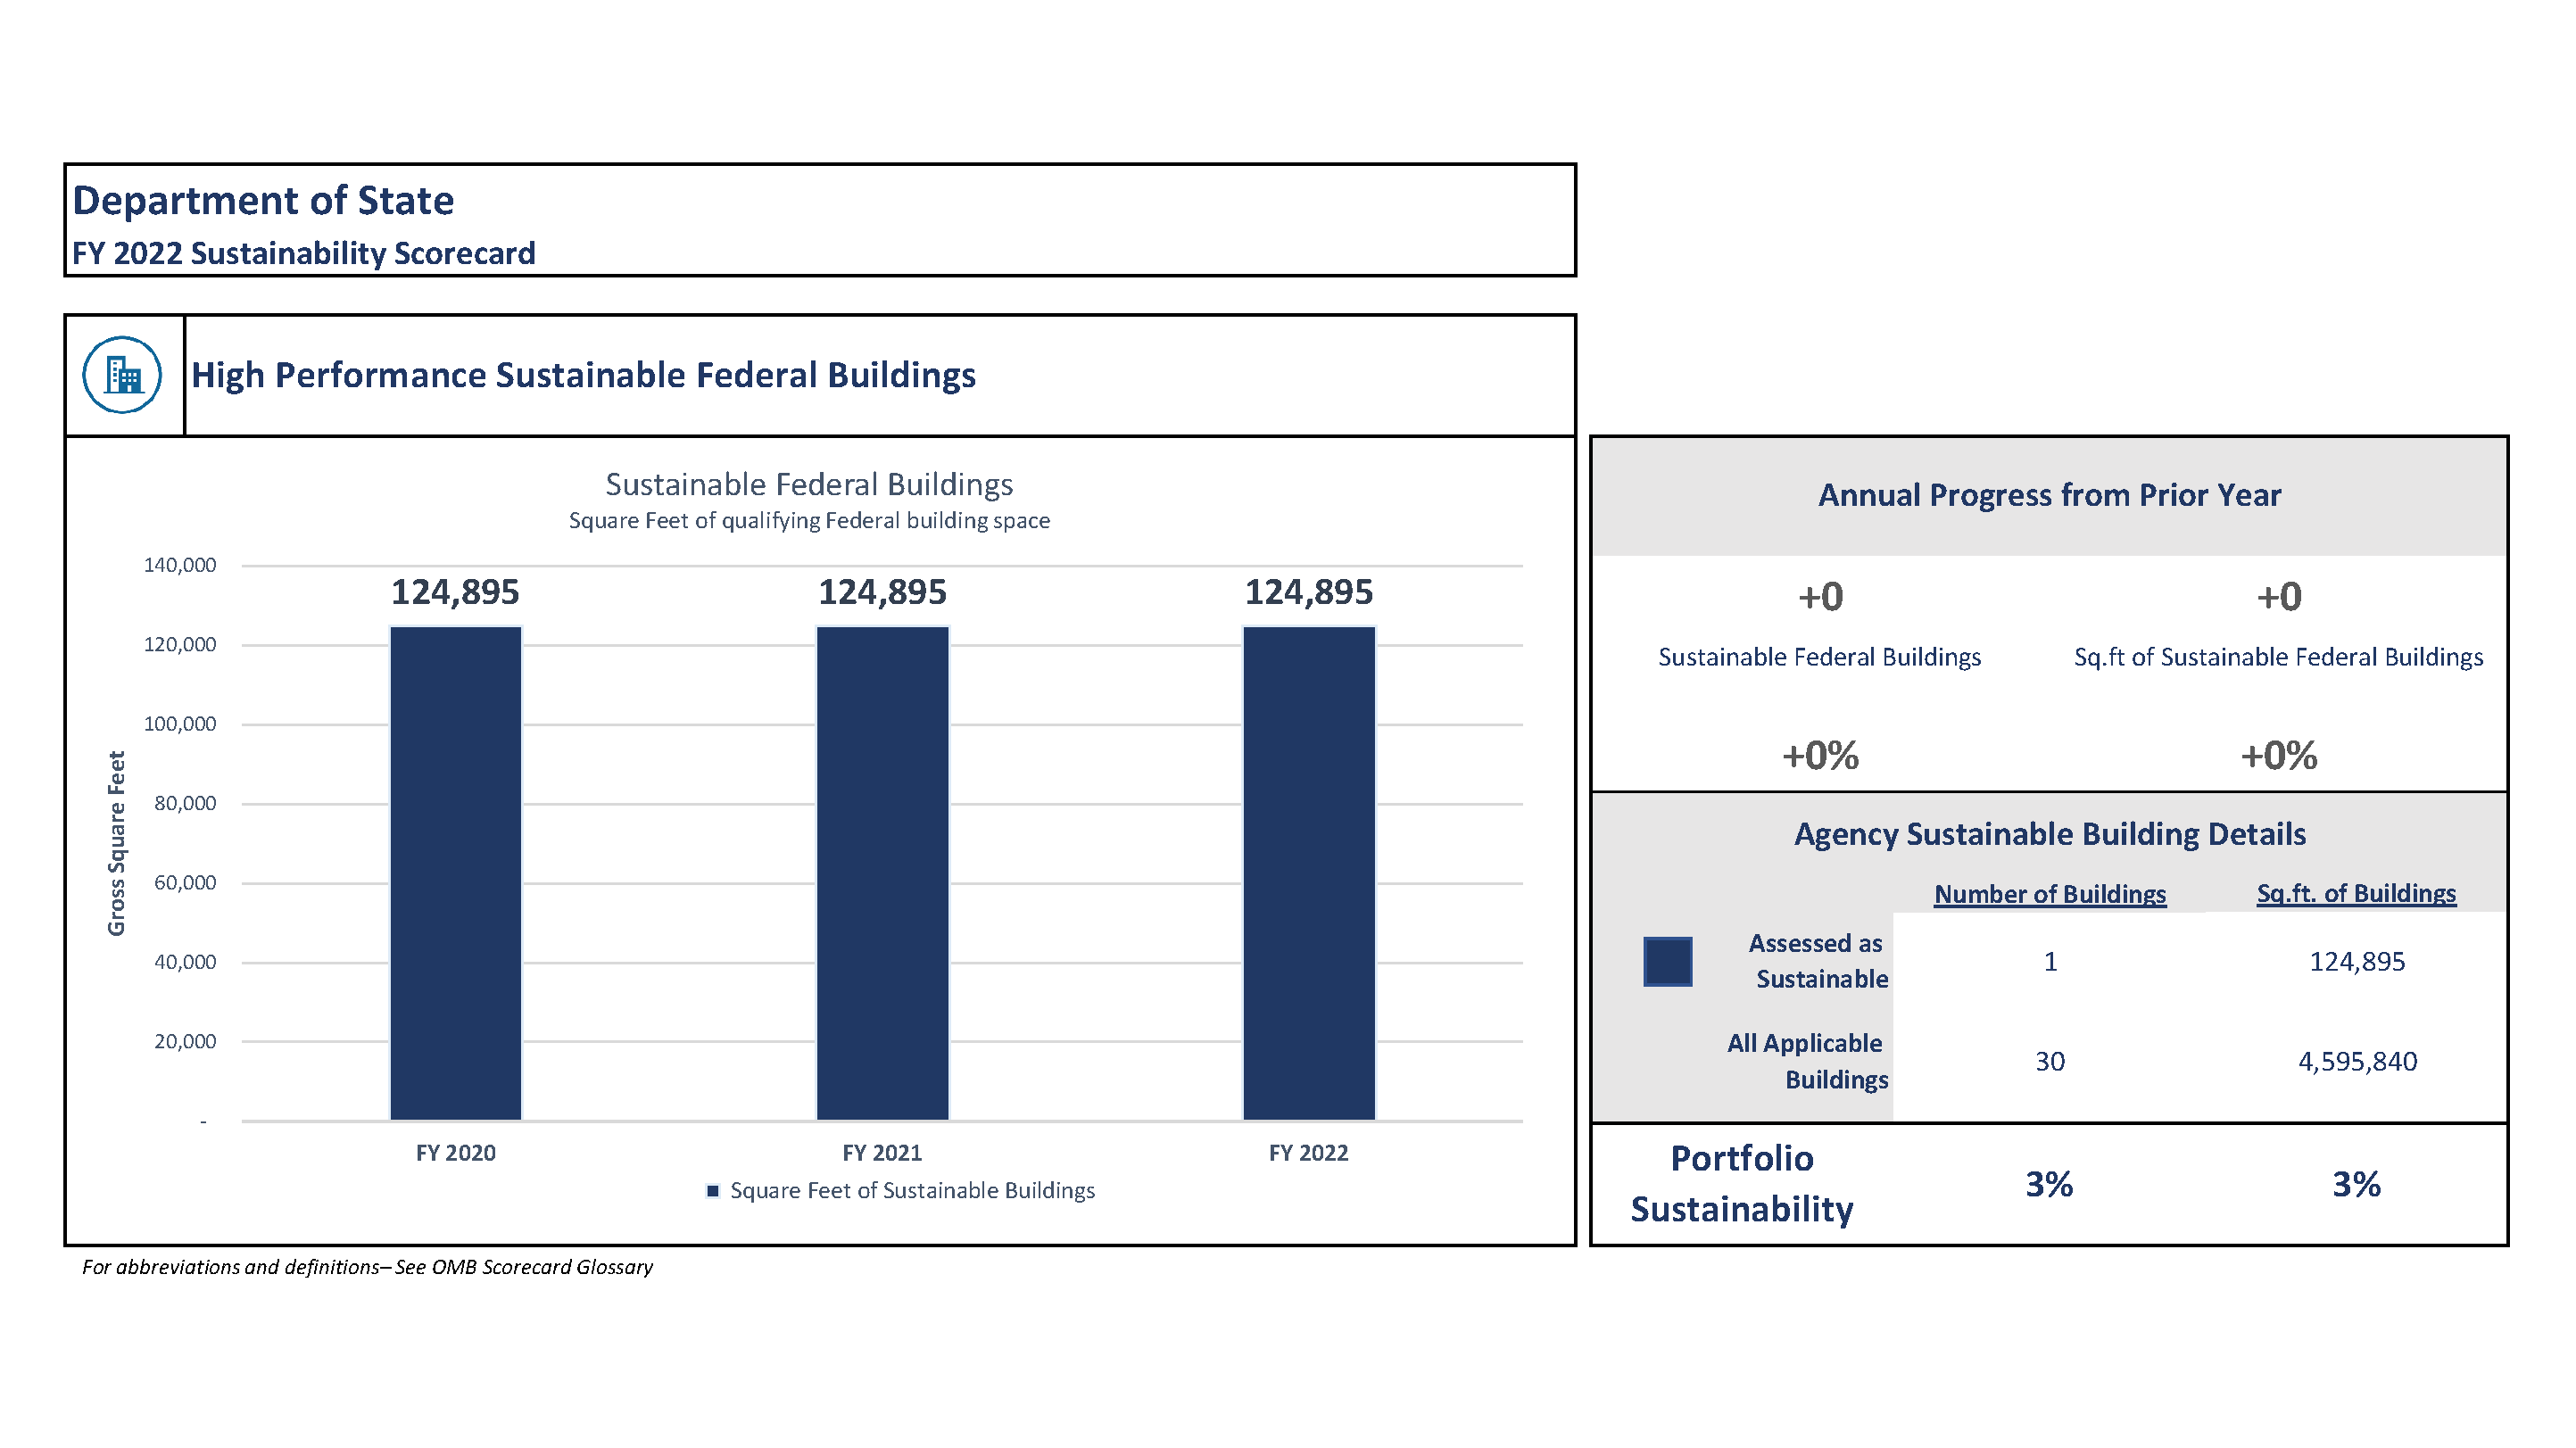 Department of State
FY 2022 Sustainability Scorecard
High Performance Sustainable Federal Buildings
Sustainable Federal Buildings
Square Feet of qualifying Federal building space
Gross Square Feet
140,000
120,000
100,000
80,000
60,000
40,000
20,000
-
124,895
124,895
124,895
FY 2020
FY 2021
FY 2022
Square Feet of Sustainable Buildings
Annual Progress from Prior Year
+0 +0
Sustainable Federal Buildings Sq.ft of Sustainable Federal Buildings
+0% +0%
Agency Sustainable Building Details
Number of Buildings Sq.ft. of Buildings
Assessed as
Sustainable
1 124,895
All Applicable
Buildings
30 4,595,840
Portfolio
Sustainability
3% 3%
For abbreviations and definitions– See OMB Scorecard Glossary